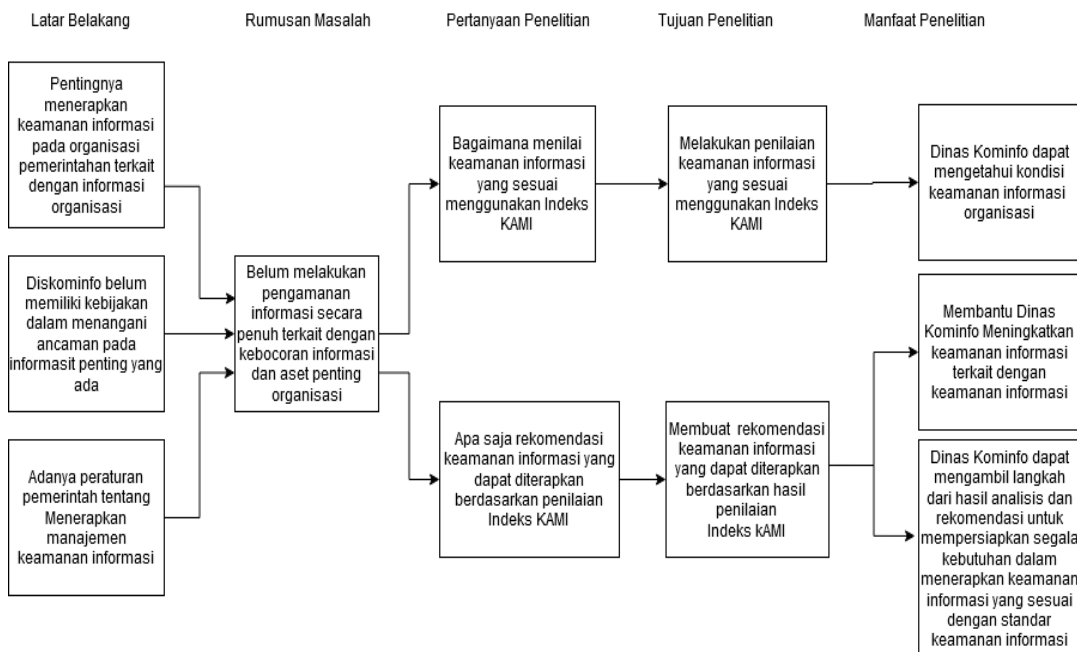 Latar Belakang
Rumusan Masalah
Pertanyaan Penelitian
Tujuan Penelitian
Manfaat Penelitian
Pentingnya
menerapkan
keamanan informasi
pada organisasi
pemerintahan terkait
dengan informasi
organisasi
Diskominfo belum
memiliki kebijakan
dalam menangani
ancaman pada
informasit penting yang
ada
Adanya peraturan
pemerintah tentang
Menerapkan
manajemen
keamanan informasi
Belum melakukan
pengamanan
informasi secara
penuh terkait dengan
kebocoran informasi
dan aset penting
organisasi
Bagaimana menilai
keamanan informasi
yang sesuai
menggunakan Indeks
KAMI
Apa saja rekomendasi
keamanan informasi yang
dapat diterapkan
berdasarkan penilaian
Indeks KAMI
Melakukan penilaian
keamanan informasi
yang sesuai
menggunakan Indeks
KAMI
Membuat rekomendasi
keamanan informasi
yang dapat diterapkan
berdasarkan hasil
penilaian
Indeks kAMI
Dinas Kominfo dapat
mengetahui kondisi
keamanan informasi
organisasi
Membantu Dinas
Kominfo Meningkatkan
keamanan informasi
terkait dengan
keamanan informasi
Dinas Kominfo dapat
mengambil langkah
dari hasil analisis dan
rekomendasi untuk
mempersiapkan segala
kebutuhan dalam
menerapkan keamanan
informasi yang sesuai
dengan standar
keamanan informasi